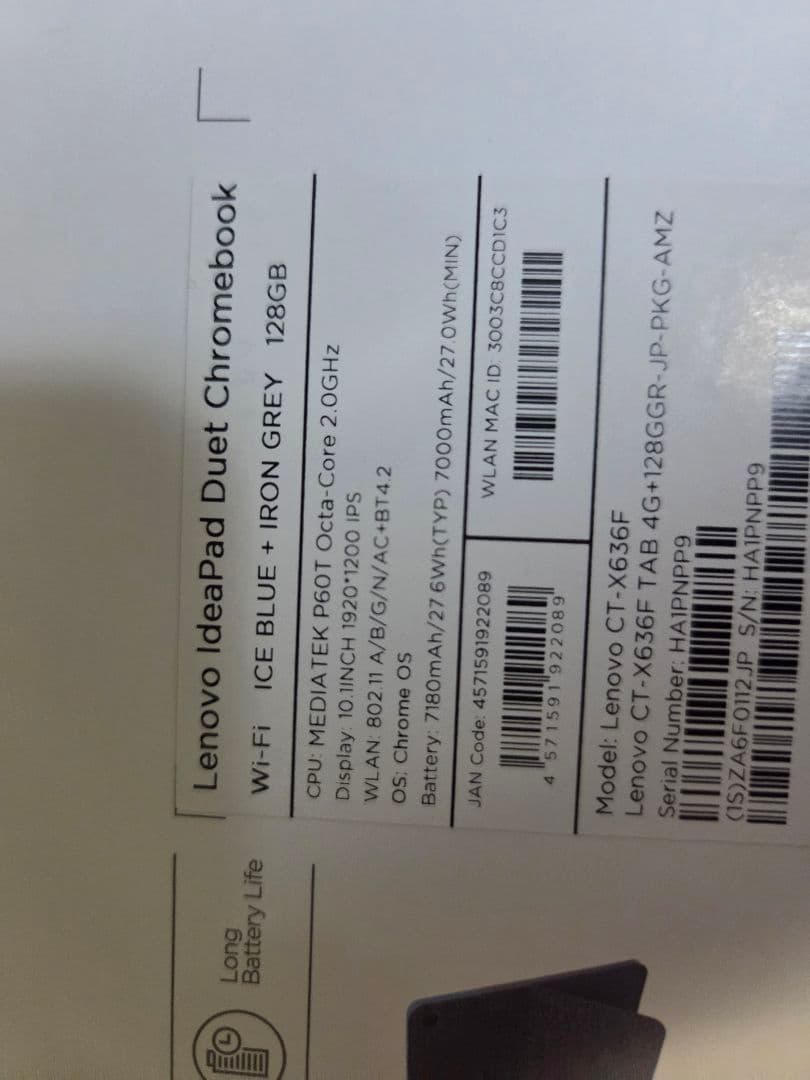 Long
Battery Life
Lenovo IdeaPad Duet Chromebook
Wi-Fi ICE BLUE + IRON GREY 128GB
CPU: MEDIATEK P60T Octa-Core 2.0GHz
Display: 10.1INCH 1920*1200 IPS
WLAN: 802.11 A/B/G/N/AC+BT4.2
OS: Chrome OS
Battery: 7180mAh/27.6Wh(TYP) 7000mAh/27.0Wh(MIN)
JAN Code: 4571591922089
4 571591 922089
WLAN MAC ID: 3003C8CCD1C3
Model: Lenovo CT-X636F
Lenovo CT-X636F TAB 4G+128GGR-JP-PKG-AMZ
Serial Number: HA1PNPP9
(1S)ZA6F0112JP S/N: HA1PNPP9